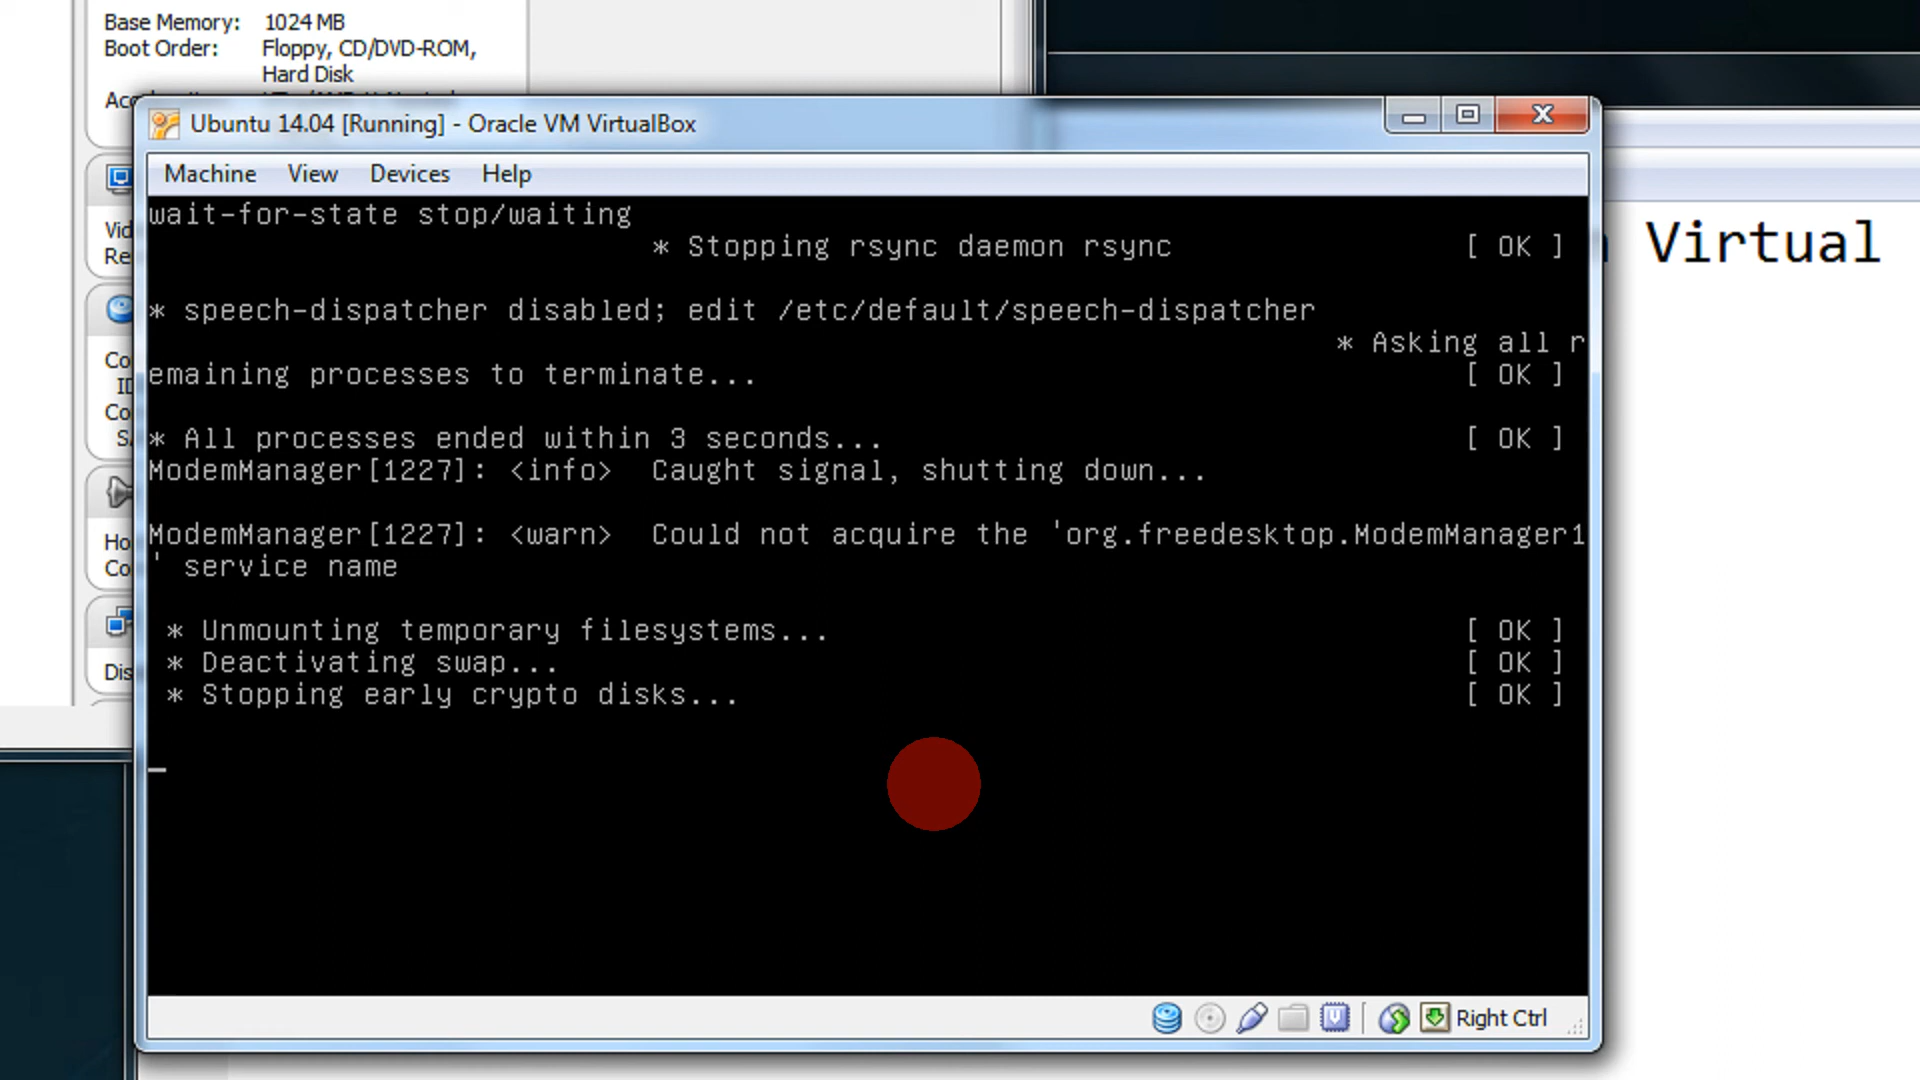 Base Memory: 1024 MB
Boot Order: Floppy, CD/DVD-ROM,
Hard Disk
Ubuntu 14.04 [Running] - Oracle VM VirtualBox
Machine View Devices Help
wait-for-state stop/waiting
* Stopping rsync daemon rsync [ OK ]
* speech-dispatcher disabled; edit /etc/default/speech-dispatcher
* Asking all r
emaining processes to terminate... [ OK ]
* All processes ended within 3 seconds... [ OK ]
ModemManager[1227]: <info> Caught signal, shutting down...
ModemManager[1227]: <warn> Could not acquire the 'org.freedesktop.ModemManager1
' service name
* Unmounting temporary filesystems... [ OK ]
* Deactivating swap... [ OK ]
* Stopping early crypto disks... [ OK ]
Right Ctrl
Virtual